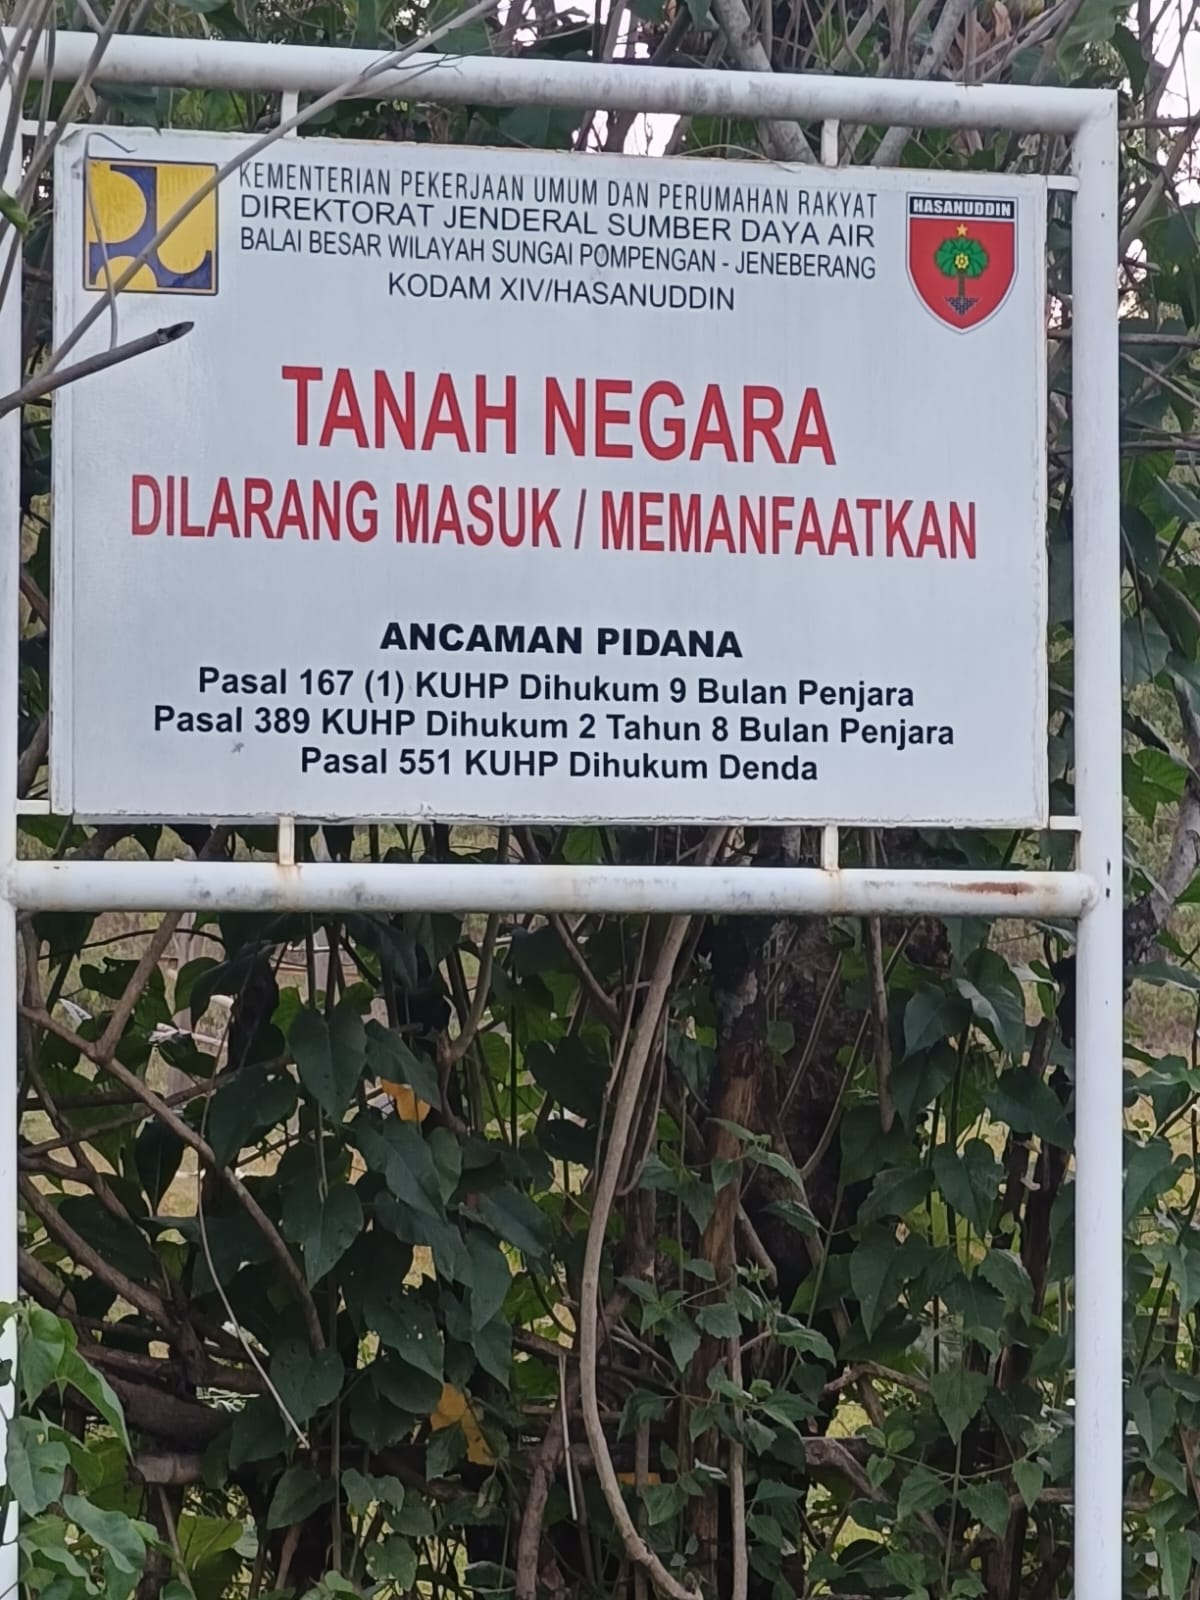 KEMENTERIAN PEKERJAAN UMUM DAN PERUMAHAN RAKYAT
DIREKTORAT JENDERAL SUMBER DAYA AIR
BALAI BESAR WILAYAH SUNGAI POMPENGAN - JENEBERANG
KODAM XIV/HASANUDDIN
HASANUDDIN
TANAH NEGARA
DILARANG MASUK / MEMANFAATKAN
ANCAMAN PIDANA
Pasal 167 (1) KUHP Dihukum 9 Bulan Penjara
Pasal 389 KUHP Dihukum 2 Tahun 8 Bulan Penjara
Pasal 551 KUHP Dihukum Denda